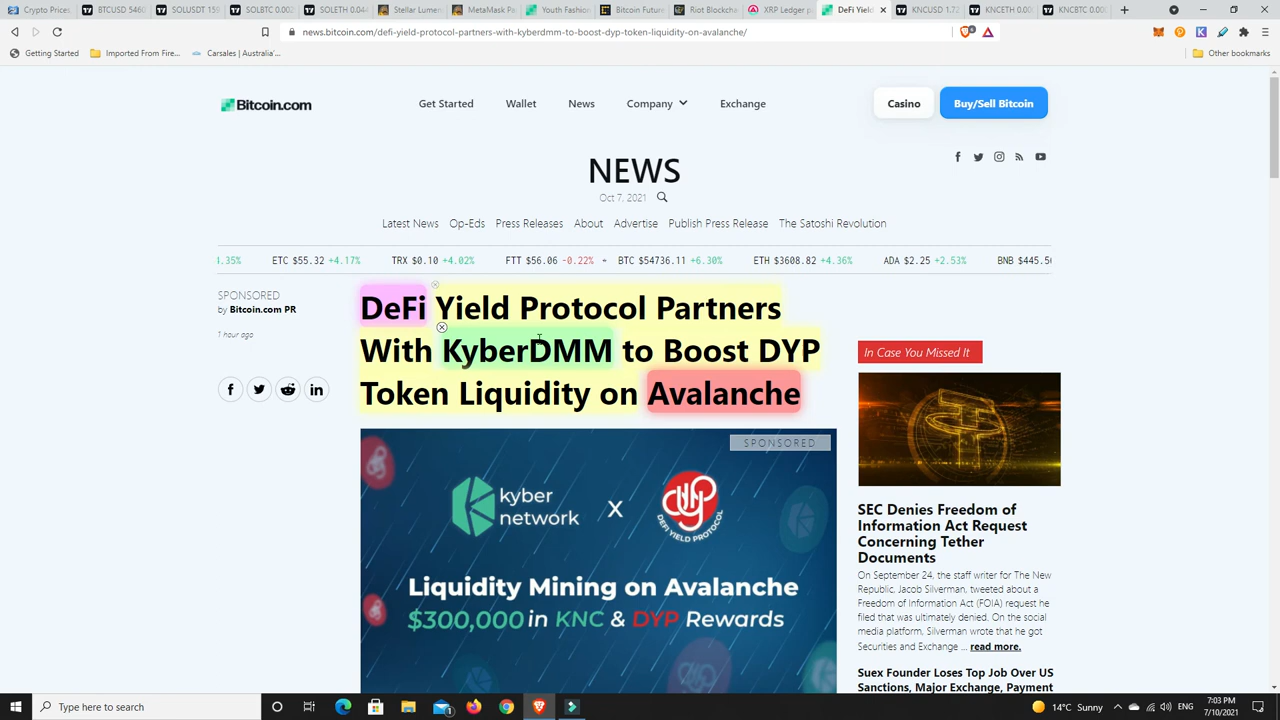 Crypto Prices
BTCUSD 5460
SOLUSDT 159
SOLBTC 0.002
SOLETH 0.044
Stellar Lumen
MetaMask Po
Youth Fashion
Bitcoin Future
Riot Blockcha
XRP Ledger p
DeFi Yield
KNCUSD 1.72
KNCETH 0.00
KNCBTC 0.00
news.bitcoin.com/defi-yield-protocol-partners-with-kyberdmm-to-boost-dyp-token-liquidity-on-avalanche/
Getting Started Imported From Fire... Carsales | Australia'... Other bookmarks
Bitcoin.com Get Started Wallet News Company Exchange Casino Buy/Sell Bitcoin
NEWS
Oct 7, 2021
Latest News Op-Eds Press Releases About Advertise Publish Press Release The Satoshi Revolution
.35% ETC $55.32 +4.17% TRX $0.10 +4.02% FTT $56.06 -0.22% BTC $54736.11 +6.30% ETH $3608.82 +4.36% ADA $2.25 +2.53% BNB $445.5
SPONSORED
by Bitcoin.com PR
1 hour ago
DeFi Yield Protocol Partners
With KyberDMM to Boost DYP
Token Liquidity on Avalanche
SPONSORED
kyber
network
X
DYP
DEFI YIELD PROTOCOL
Liquidity Mining on Avalanche
$300,000 in KNC & DYP Rewards
In Case You Missed It
SEC Denies Freedom of
Information Act Request
Concerning Tether
Documents
On September 24, the staff writer for The New
Republic, Jacob Silverman, tweeted about a
Freedom of Information Act (FOIA) request he
filed that was ultimately denied. On the social
media platform, Silverman wrote that he got
Securities and Exchange ... read more.
Suex Founder Loses Top Job Over US
Sanctions, Major Exchange, Payment
Type here to search
14°C Sunny
ENG
7:03 PM
7/10/2021